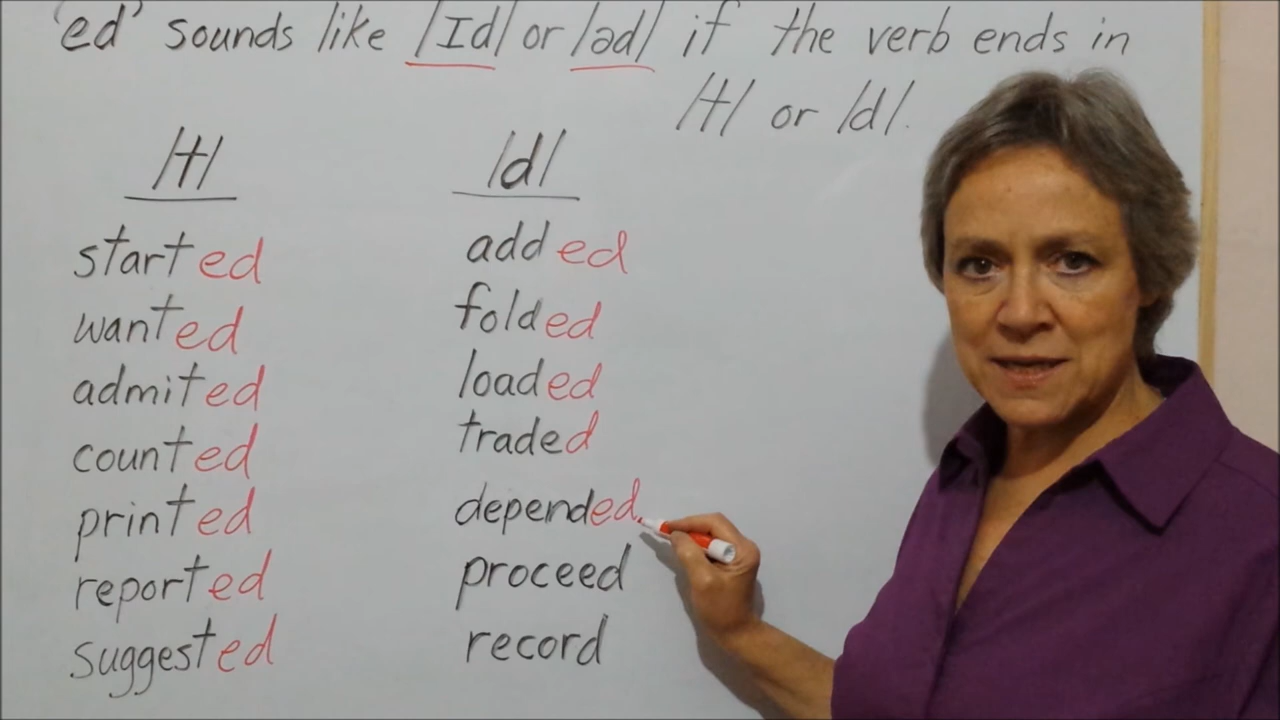 'ed' sounds like /Id/ or /əd/ if the verb ends in
/t/ or /d/.
/t/ /d/
started added
wanted folded
admited loaded
counted traded
printed depended
reported proceed
suggested record